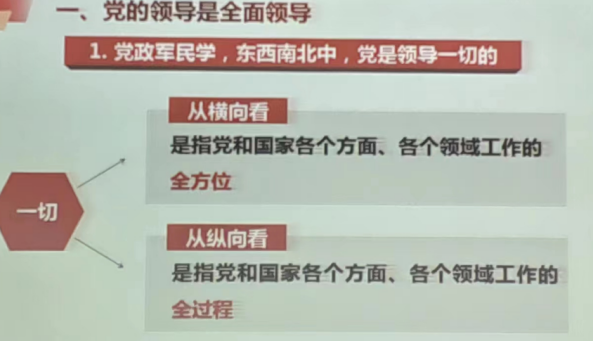 一、党的领导是全面领导
1. 党政军民学，东西南北中，党是领导一切的
从横向看
是指党和国家各个方面、各个领域工作的
全方位
一切
从纵向看
是指党和国家各个方面、各个领域工作的
全过程